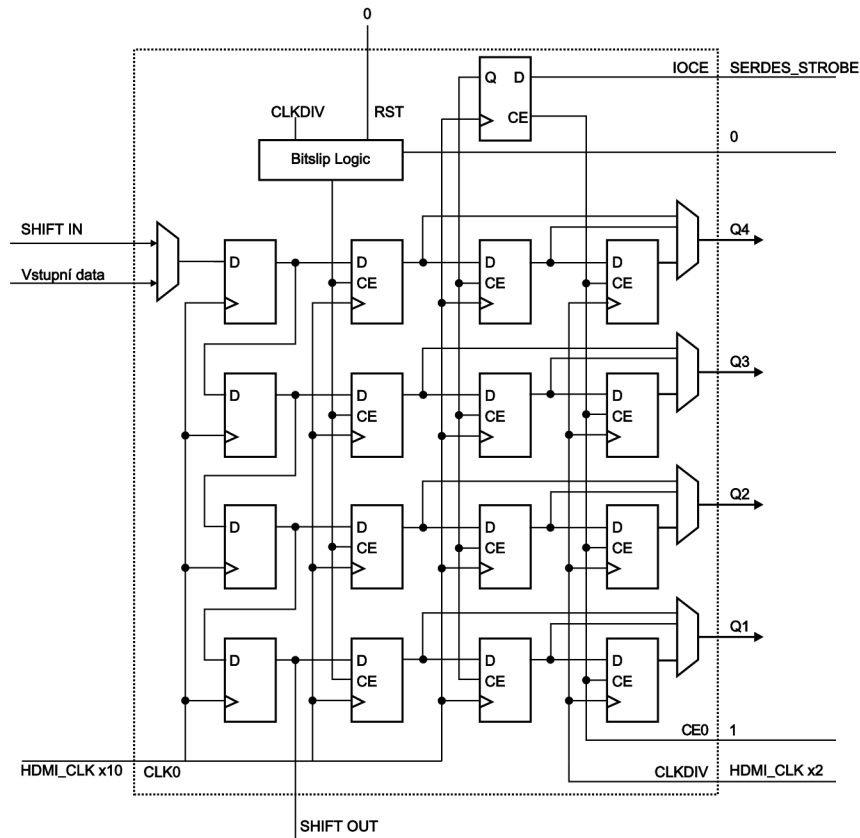 0
IOCE SERDES_STROBE
Q D
CLKDIV RST
CE
0
Bitslip Logic
SHIFT IN
Q4
D D D D
Vstupní data
CE CE CE
Q3
D D D D
CE CE CE
Q2
D D D D
CE CE CE
Q1
D D D D
CE CE CE
CE0 1
HDMI_CLK x10 CLK0 CLKDIV HDMI_CLK x2
SHIFT OUT